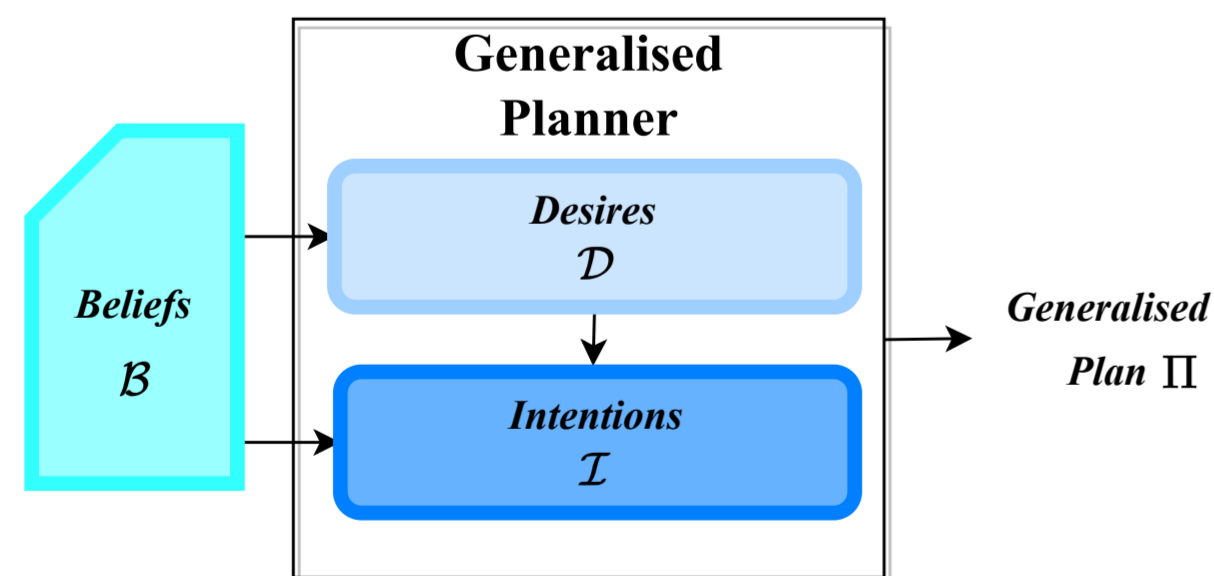 Generalised
Planner
Desires
𝒟
Beliefs
ℬ
Intentions
ℐ
Generalised
Plan Π